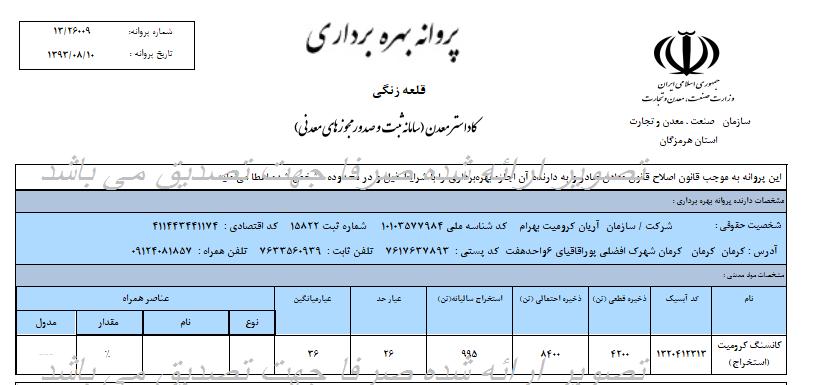 پروانه بهره برداری
شماره پروانه: ۱۳/۲۶۰۰۹
تاریخ پروانه : ۱۳۹۳/۰۸/۱۰
جمهوری اسلامی ایران
وزارت صنعت، معدن و تجارت
قلعه زنگی
سازمان صنعت ، معدن و تجارت
استان هرمزگان
کاداستر معدن (سامانه ثبت و صدور مجوزهای معدنی)
تصویر ارائه شده صرفا جهت تصدیق می باشد
این پروانه به موجب قانون اصلاح قانون معادن صادر و به دارنده آن اجازه بهره‌برداری را با شرایط ذیل و در محدوده
مشخصات دارنده پروانه بهره برداری :
شخصیت حقوقی : شرکت / سازمان آریان کرومیت بهرام کد شناسه ملی ۱۰۱۰۳۵۷۷۹۸۴ شماره ثبت ۱۵۸۲۲ کد اقتصادی : ۴۱۱۴۴۳۴۴۱۱۷۴
آدرس : کرمان کرمان کرمان شهرک افضلی پورقاقیای ۶واحدهفت کد پستی : ۷۶۱۷۶۳۷۸۹۳ تلفن ثابت : ۷۶۳۳۵۶۰۹۳۹ تلفن همراه : ۰۹۱۲۴۰۸۱۸۵۷
مشخصات مواد معدنی :
نام کد آیسیک ذخیره قطعی (تن) ذخیره احتمالی (تن) استخراج سالیانه(تن) عیار حد عیارمیانگین عناصر همراه
نوع نام مقدار مدول
کانسنگ کرومیت (استخراج) ۱۳۲۰۴۱۲۳۱۳ ۴۲۰۰ ۸۴۰۰ ۹۹۵ ۲۶ ۳۶ ٪ ----
تصویر ارائه شده صرفا جهت تصدیق می باشد